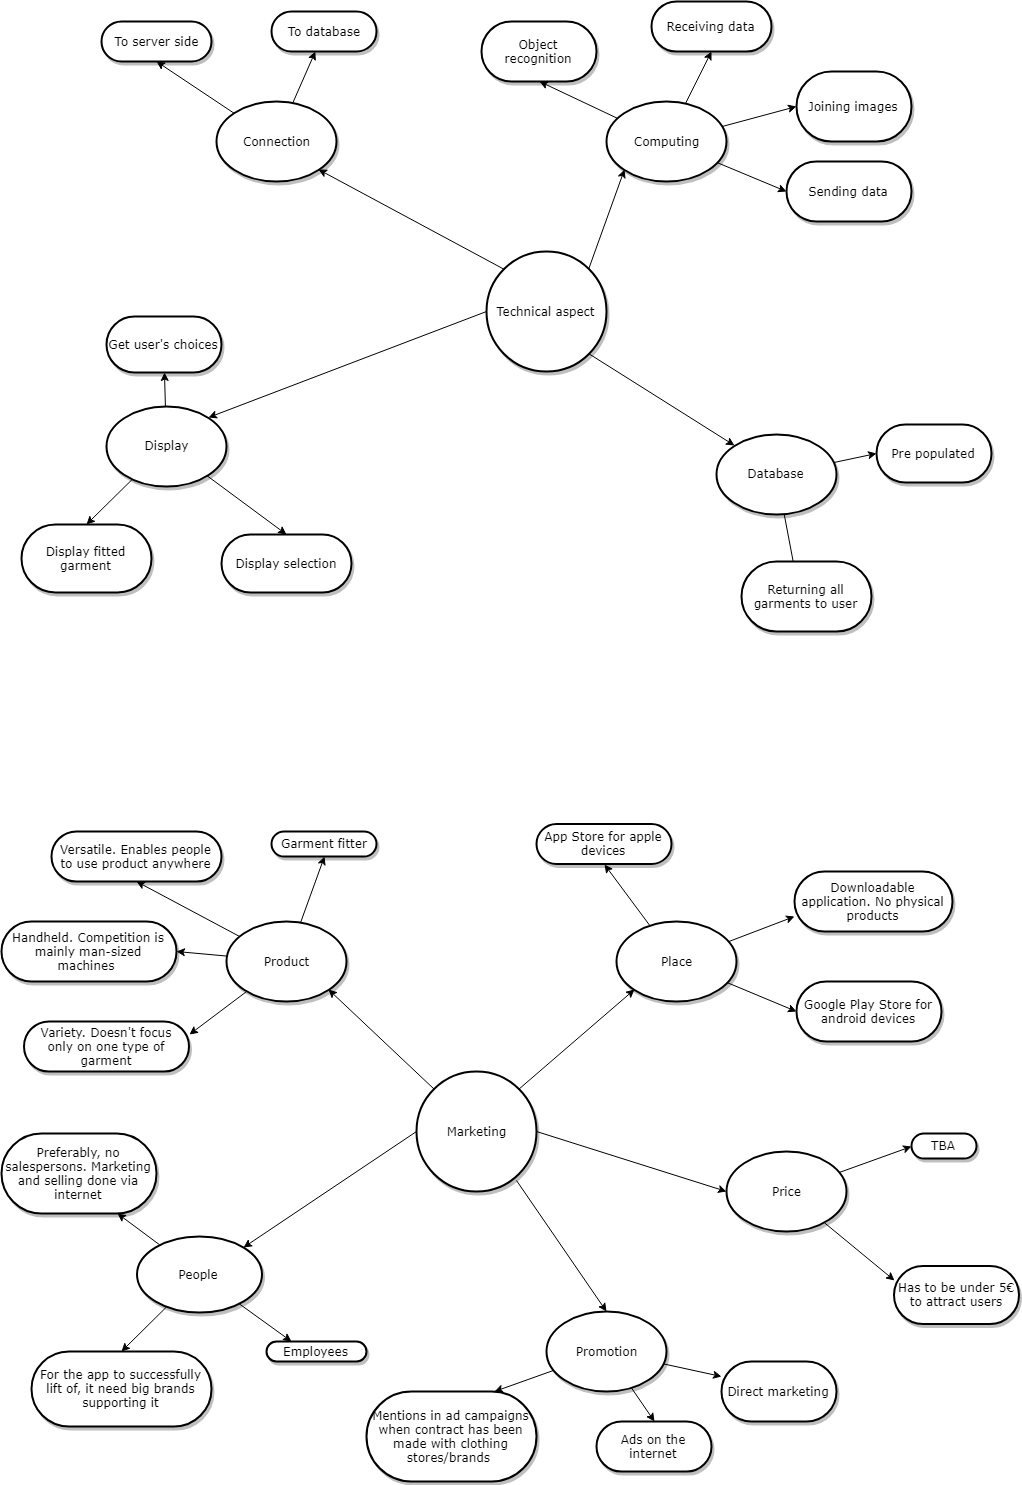 To server side
To database
Object
recognition
Receiving data
Joining images
Connection
Computing
Sending data
Technical aspect
Get user's choices
Display
Database
Pre populated
Display fitted
garment
Display selection
Returning all
garments to user
Versatile. Enables people
to use product anywhere
Garment fitter
App Store for apple
devices
Downloadable
application. No physical
products
Handheld. Competition is
mainly man-sized
machines
Product
Place
Variety. Doesn't focus
only on one type of
garment
Google Play Store for
android devices
Marketing
Preferably, no
salespersons. Marketing
and selling done via
internet
TBA
Price
People
Has to be under 5€
to attract users
Employees
Promotion
For the app to successfully
lift of, it need big brands
supporting it
Direct marketing
Mentions in ad campaigns
when contract has been
made with clothing
stores/brands
Ads on the
internet